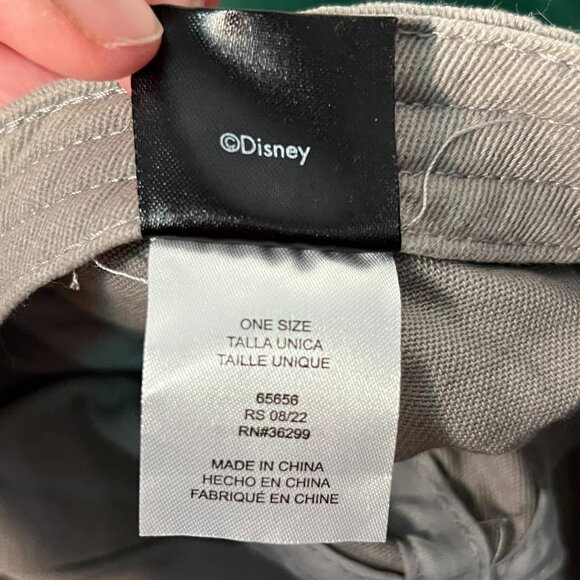 ©Disney
ONE SIZE
TALLA UNICA
TAILLE UNIQUE
65656
RS 08/22
RN#36299
MADE IN CHINA
HECHO EN CHINA
FABRIQUÉ EN CHINE